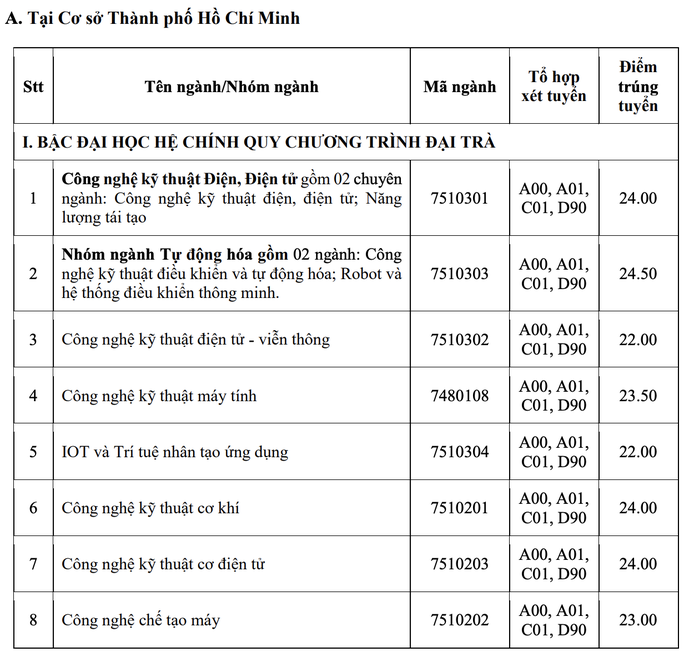 A. Tại Cơ sở Thành phố Hồ Chí Minh
Stt Tên ngành/Nhóm ngành Mã ngành Tổ hợp xét tuyển Điểm trúng tuyển
I. BẬC ĐẠI HỌC HỆ CHÍNH QUY CHƯƠNG TRÌNH ĐẠI TRÀ
1 Công nghệ kỹ thuật Điện, Điện tử gồm 02 chuyên
ngành: Công nghệ kỹ thuật điện, điện tử; Năng
lượng tái tạo
7510301
A00, A01,
C01, D90
24.00
2 Nhóm ngành Tự động hóa gồm 02 ngành: Công
nghệ kỹ thuật điều khiển và tự động hóa; Robot và
hệ thống điều khiển thông minh.
7510303
A00, A01,
C01, D90
24.50
3 Công nghệ kỹ thuật điện tử - viễn thông
7510302
A00, A01,
C01, D90
22.00
4 Công nghệ kỹ thuật máy tính
7480108
A00, A01,
C01, D90
23.50
5 IOT và Trí tuệ nhân tạo ứng dụng
7510304
A00, A01,
C01, D90
22.00
6 Công nghệ kỹ thuật cơ khí
7510201
A00, A01,
C01, D90
24.00
7 Công nghệ kỹ thuật cơ điện tử
7510203
A00, A01,
C01, D90
24.00
8 Công nghệ chế tạo máy
7510202
A00, A01,
C01, D90
23.00